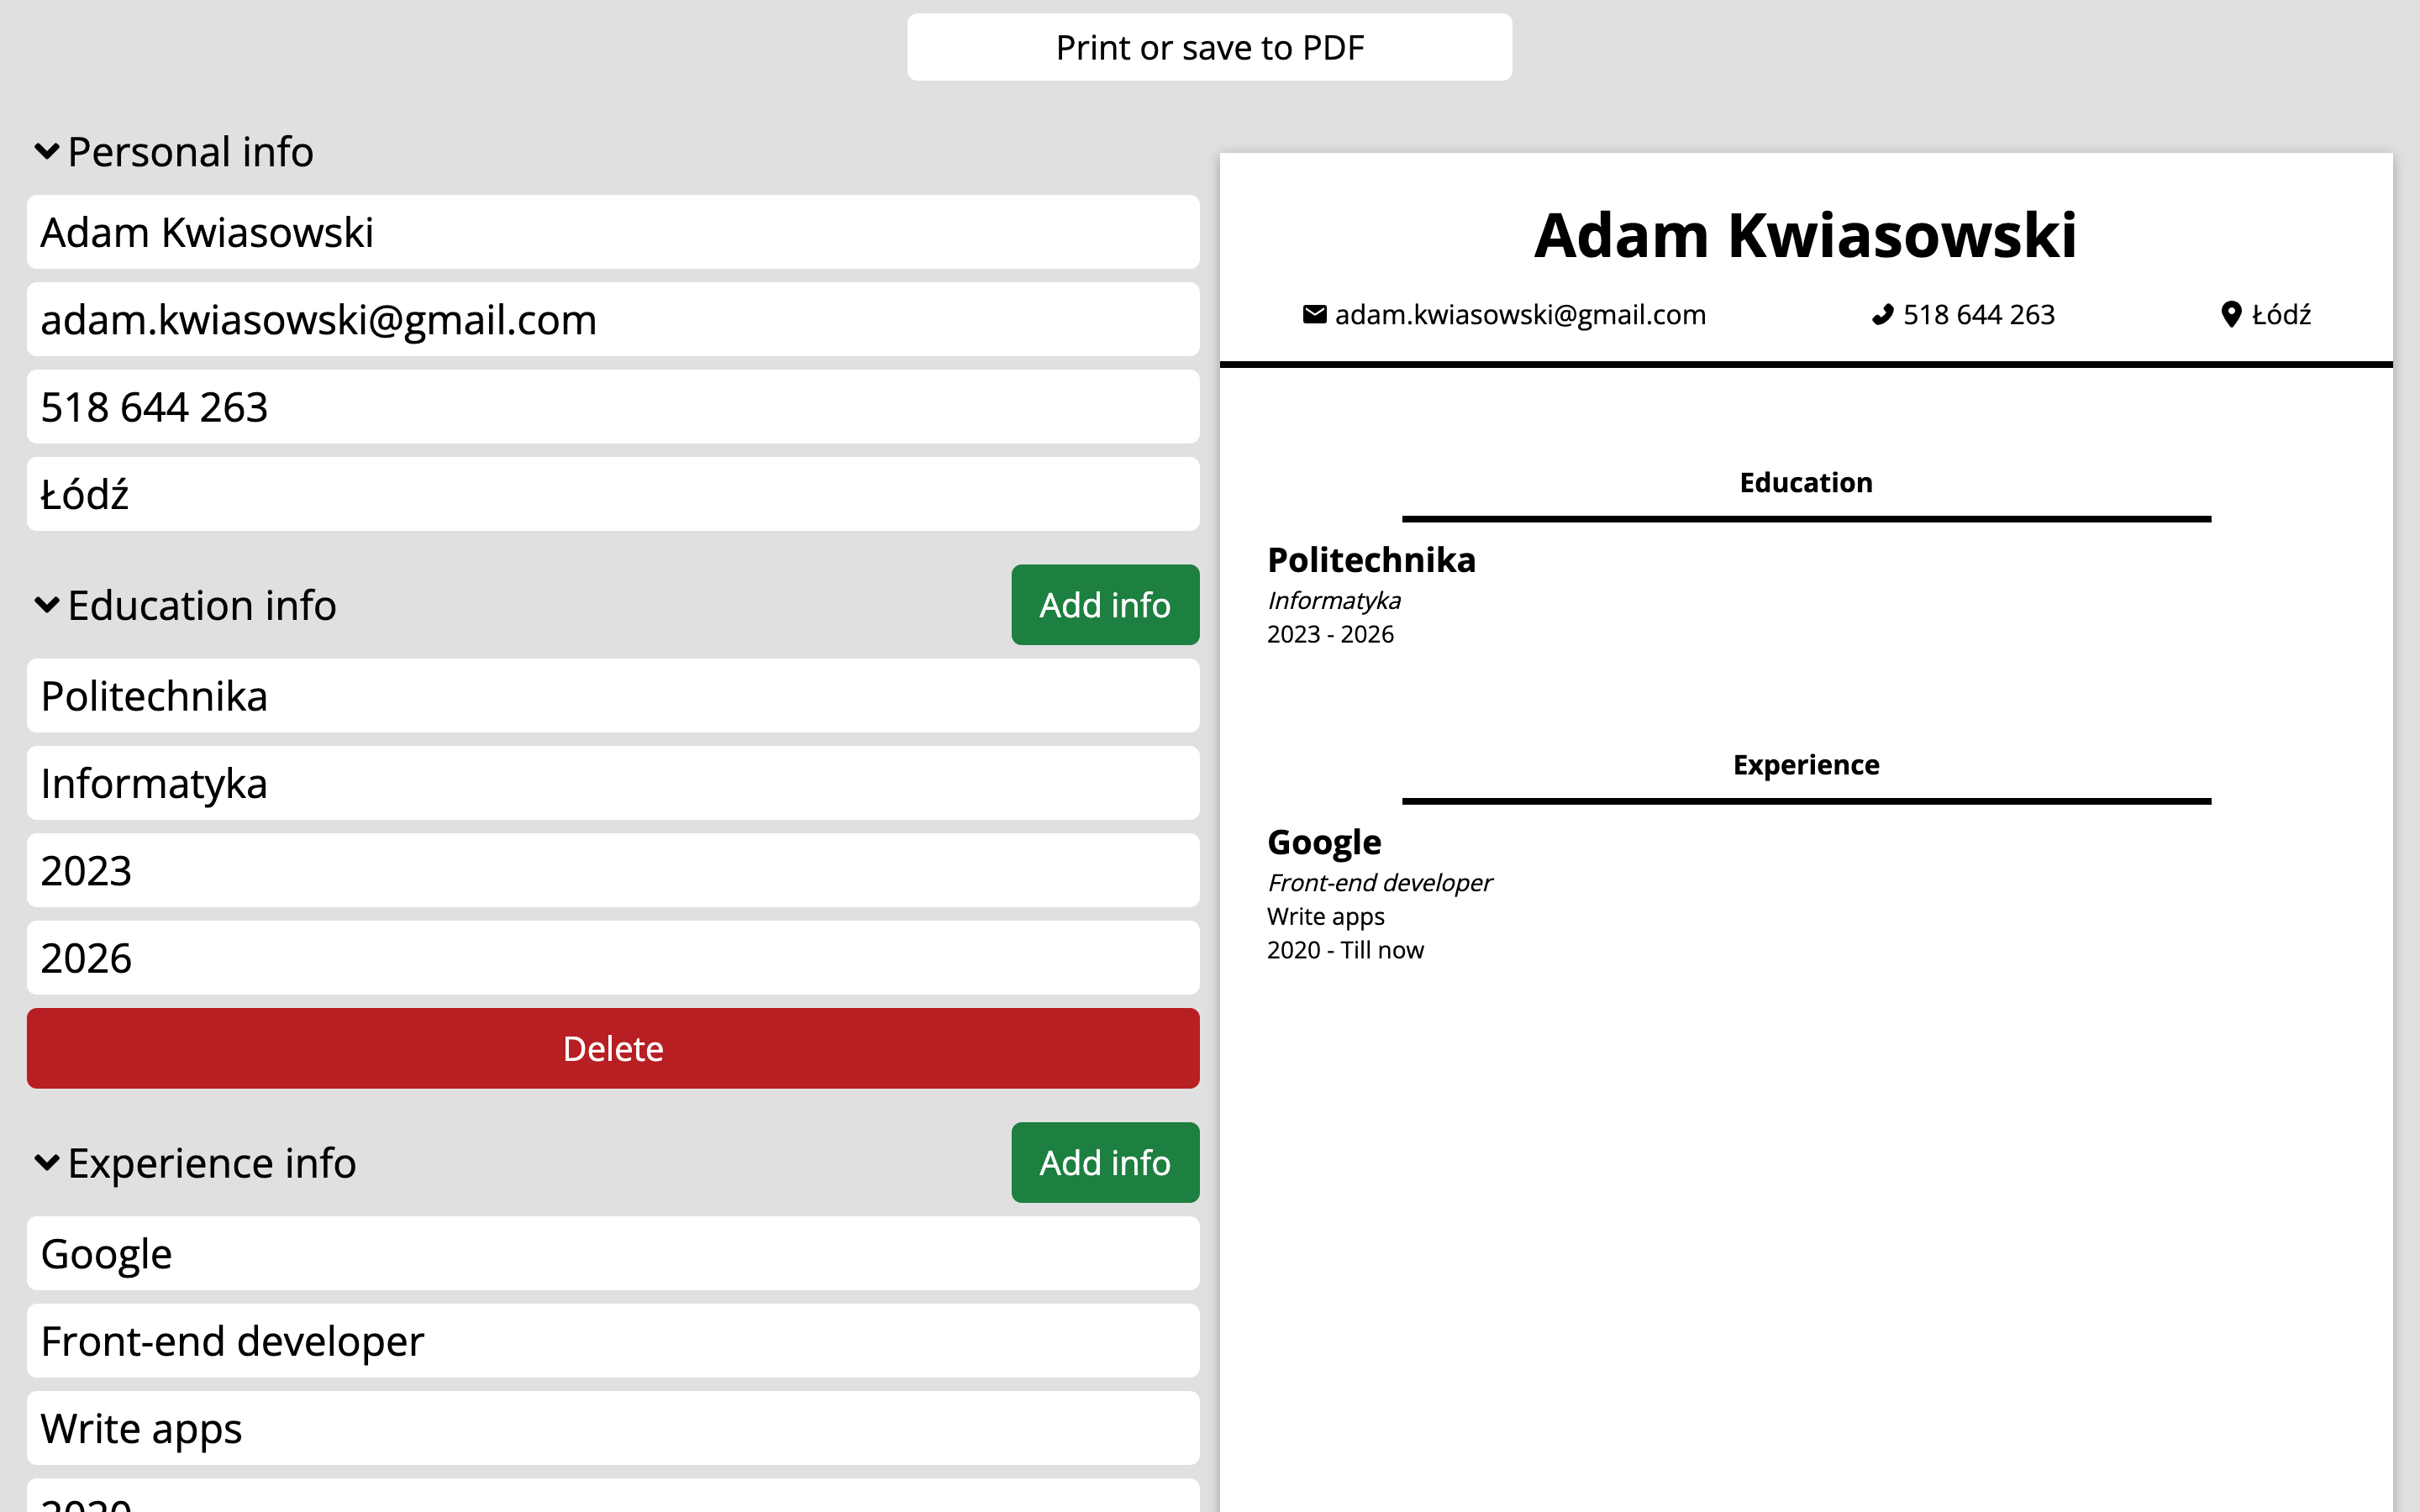 Print or save to PDF
Personal info
Adam Kwiasowski
adam.kwiasowski@gmail.com
518 644 263
Łódź
Education info
Add info
Politechnika
Informatyka
2023
2026
Delete
Experience info
Add info
Google
Front-end developer
Write apps
2020
Adam Kwiasowski
adam.kwiasowski@gmail.com 518 644 263 Łódź
Education
Politechnika
Informatyka
2023 - 2026
Experience
Google
Front-end developer
Write apps
2020 - Till now